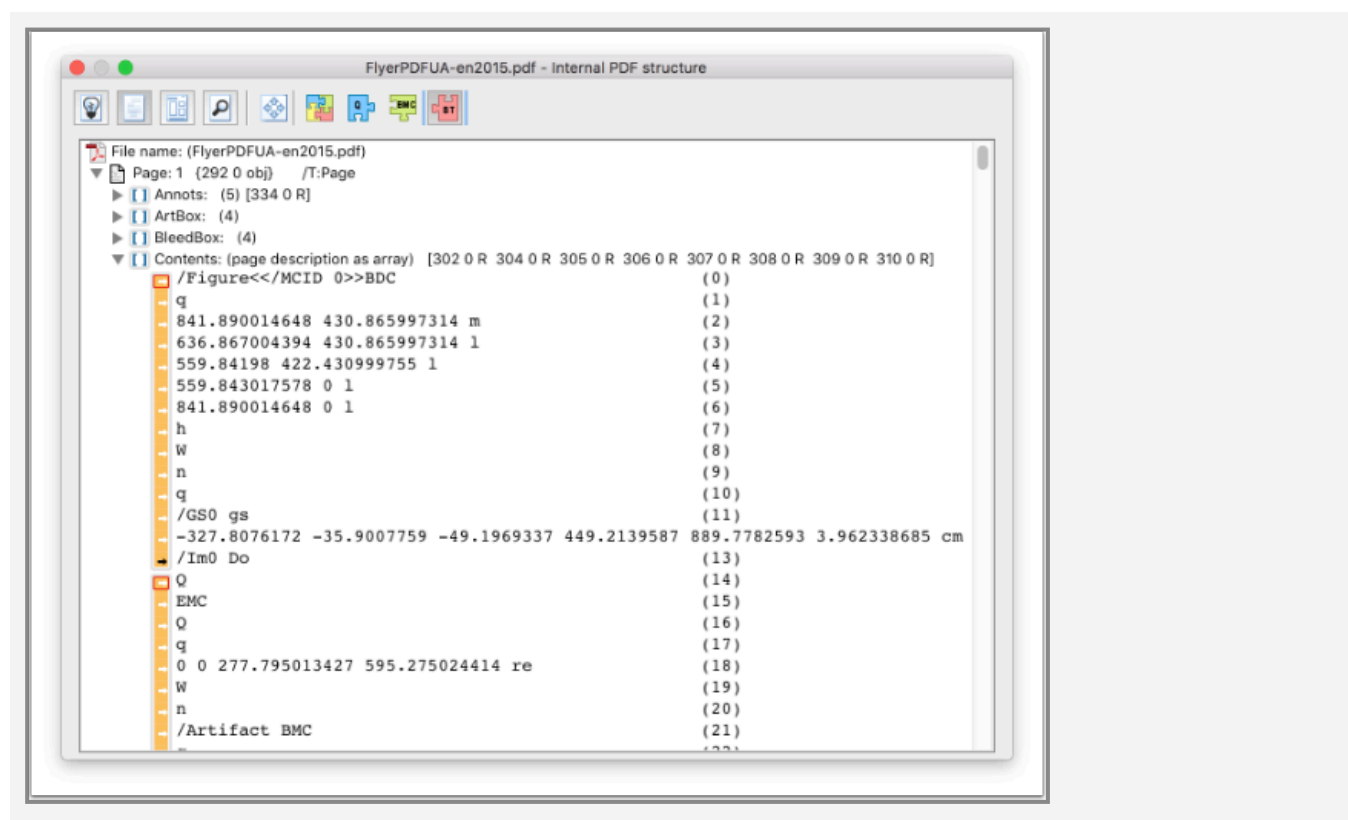 FlyerPDFUA-en2015.pdf - Internal PDF structure
Q EMC BT
File name: (FlyerPDFUA-en2015.pdf)
Page: 1 {292 0 obj} /T:Page
[ ] Annots: (5) [334 0 R]
[ ] ArtBox: (4)
[ ] BleedBox: (4)
[ ] Contents: (page description as array) [302 0 R 304 0 R 305 0 R 306 0 R 307 0 R 308 0 R 309 0 R 310 0 R]
/Figure<</MCID 0>>BDC (0)
q (1)
841.890014648 430.865997314 m (2)
636.867004394 430.865997314 l (3)
559.84198 422.430999755 l (4)
559.843017578 0 l (5)
841.890014648 0 l (6)
h (7)
W (8)
n (9)
q (10)
/GS0 gs (11)
-327.8076172 -35.9007759 -49.1969337 449.2139587 889.7782593 3.962338685 cm
/Im0 Do (13)
Q (14)
EMC (15)
Q (16)
q (17)
0 0 277.795013427 595.275024414 re (18)
W (19)
n (20)
/Artifact BMC (21)